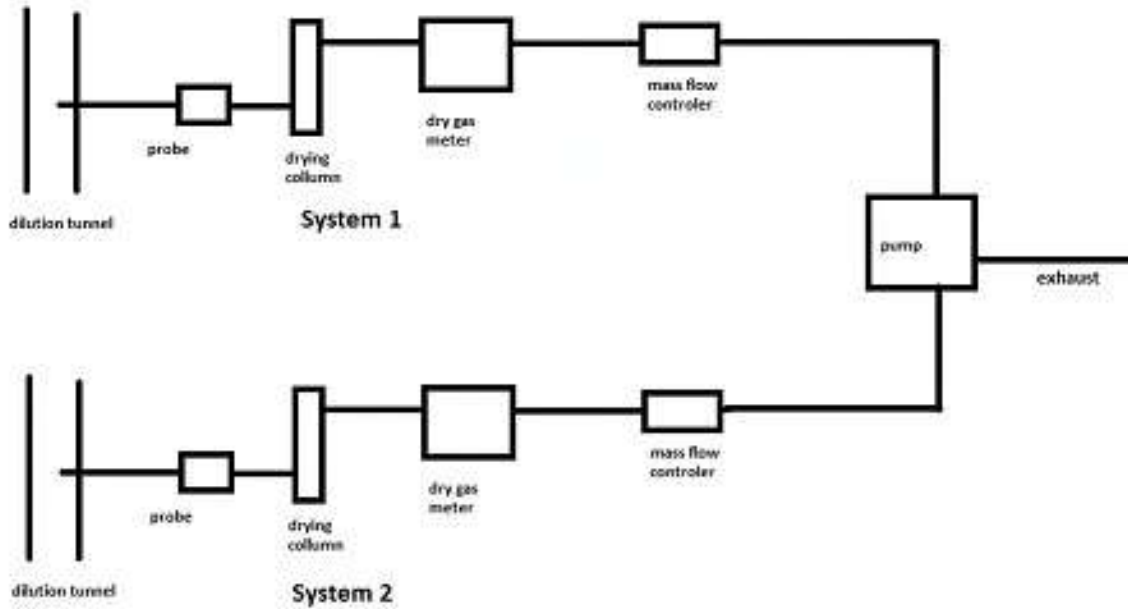 probe
drying
collumn
dry gas
meter
mass flow
controler
dilution tunnel
System 1
pump
exhaust
probe
drying
collumn
dry gas
meter
mass flow
controler
dilution tunnel
System 2